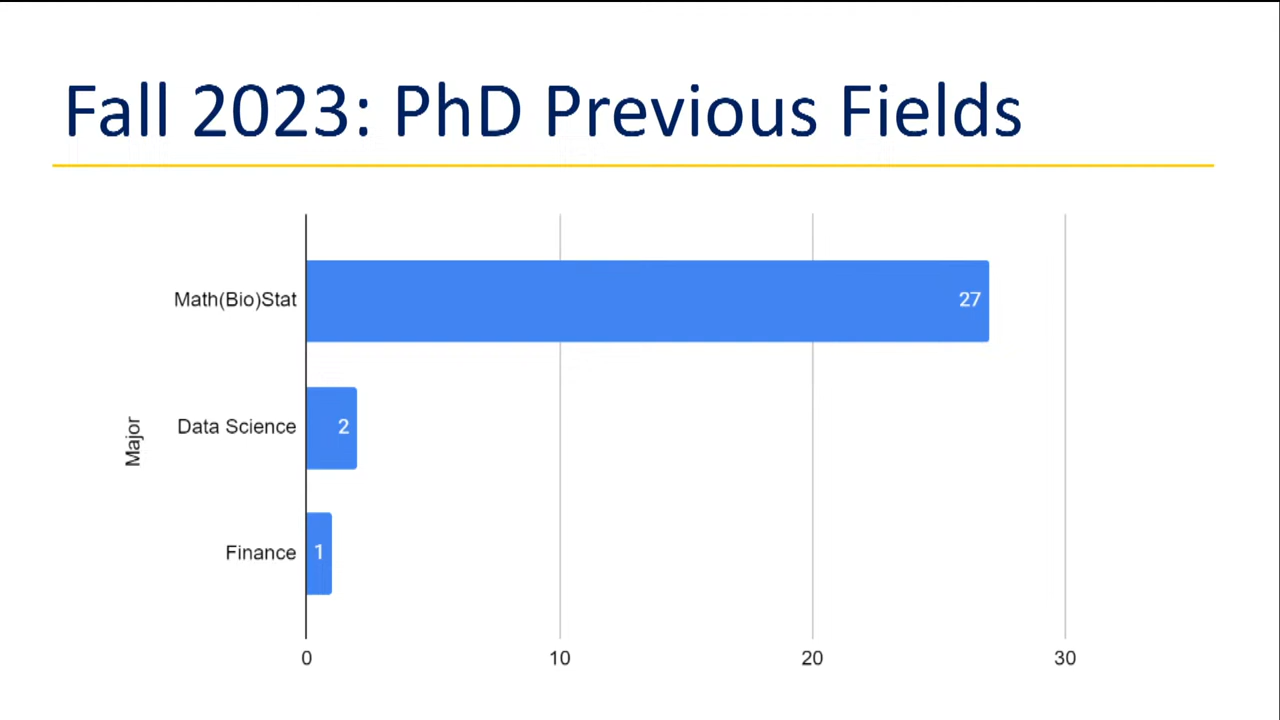 Fall 2023: PhD Previous Fields
Math(Bio)Stat
27
Data Science
2
Finance
1
Major
0
10
20
30